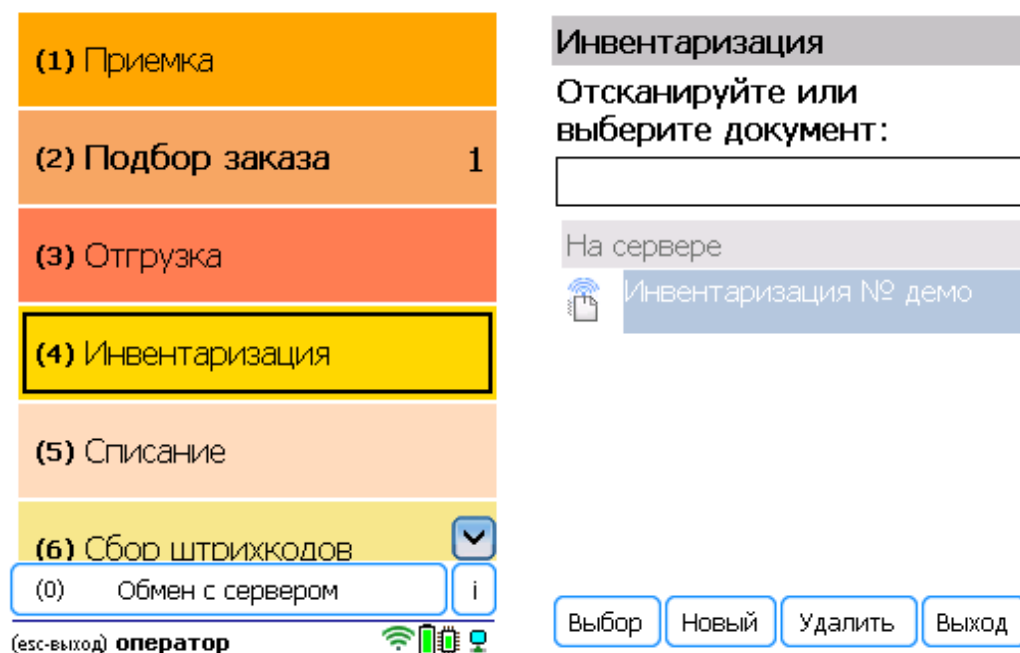 (1) Приемка
(2) Подбор заказа 1
(3) Отгрузка
(4) Инвентаризация
(5) Списание
(6) Сбор штрихкодов
(0) Обмен с сервером i
(esc-выход) оператор
Инвентаризация
Отсканируйте или
выберите документ:
На сервере
Инвентаризация № демо
Выбор Новый Удалить Выход